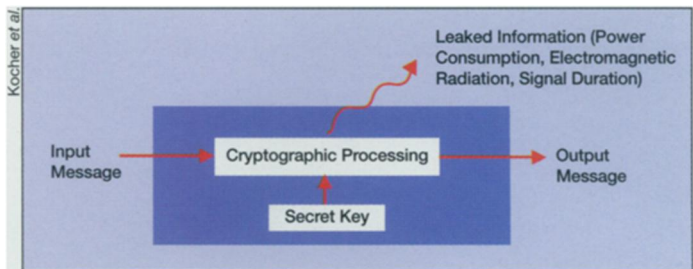 Kocher et al.
Leaked Information (Power
Consumption, Electromagnetic
Radiation, Signal Duration)
Input
Message
Cryptographic Processing
Output
Message
Secret Key